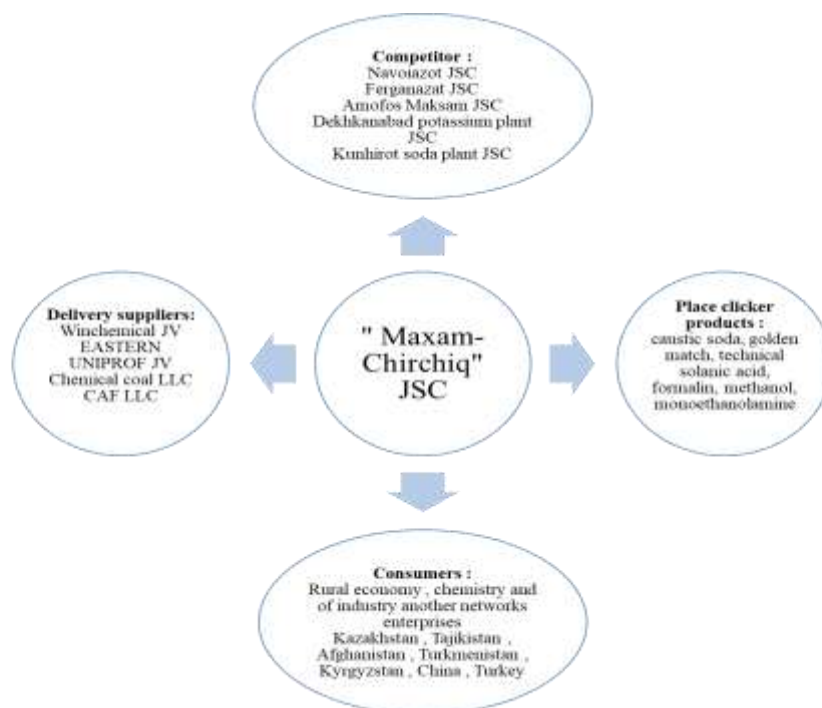 Competitor :
Navoiazot JSC
Ferganazat JSC
Amofos Maksam JSC
Dekhkanabad potassium plant
JSC
Kunhirot soda plant JSC
Delivery suppliers:
Winchemical JV
EASTERN
UNIPROF JV
Chemical coal LLC
CAF LLC
" Maxam-
Chirchiq"
JSC
Place clicker
products :
caustic soda, golden
match, technical
solanic acid,
formalin, methanol,
monoethanolamine
Consumers :
Rural economy , chemistry and
of industry another networks
enterprises
Kazakhstan , Tajikistan ,
Afghanistan , Turkmenistan ,
Kyrgyzstan , China , Turkey